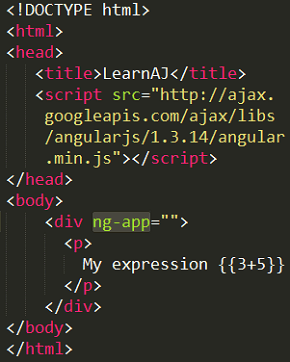 <!DOCTYPE html>
<html>
<head>
<title>LearnAJ</title>
<script src="http://ajax.
googleapis.com/ajax/libs
/angularjs/1.3.14/angular
.min.js"></script>
</head>
<body>
<div ng-app="">
<p>
My expression {{3+5}}
</p>
</div>
</body>
</html>